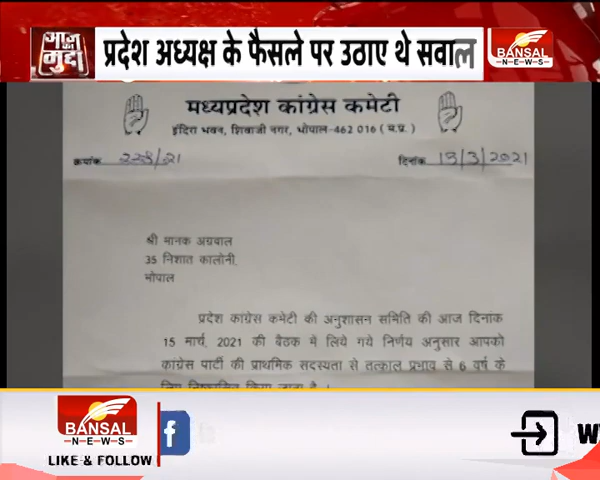 आज का मुद्दा
प्रदेश अध्यक्ष के फैसले पर उठाए थे सवाल
BANSAL
NEWS
मध्यप्रदेश कांग्रेस कमेटी
इंदिरा भवन, शिवाजी नगर, भोपाल-462 016 (म.प्र.)
क्रमांक 228/21 दिनांक 15/3/2021
श्री मानक अग्रवाल
35 निशात कालोनी,
भोपाल
प्रदेश कांग्रेस कमेटी की अनुशासन समिति की आज दिनांक
15 मार्च, 2021 की बैठक में लिये गये निर्णय अनुसार आपको
कांग्रेस पार्टी की प्राथमिक सदस्यता से तत्काल प्रभाव से 6 वर्ष के
लिए निष्कासित किया जाता है।
BANSAL
NEWS
LIKE & FOLLOW
W